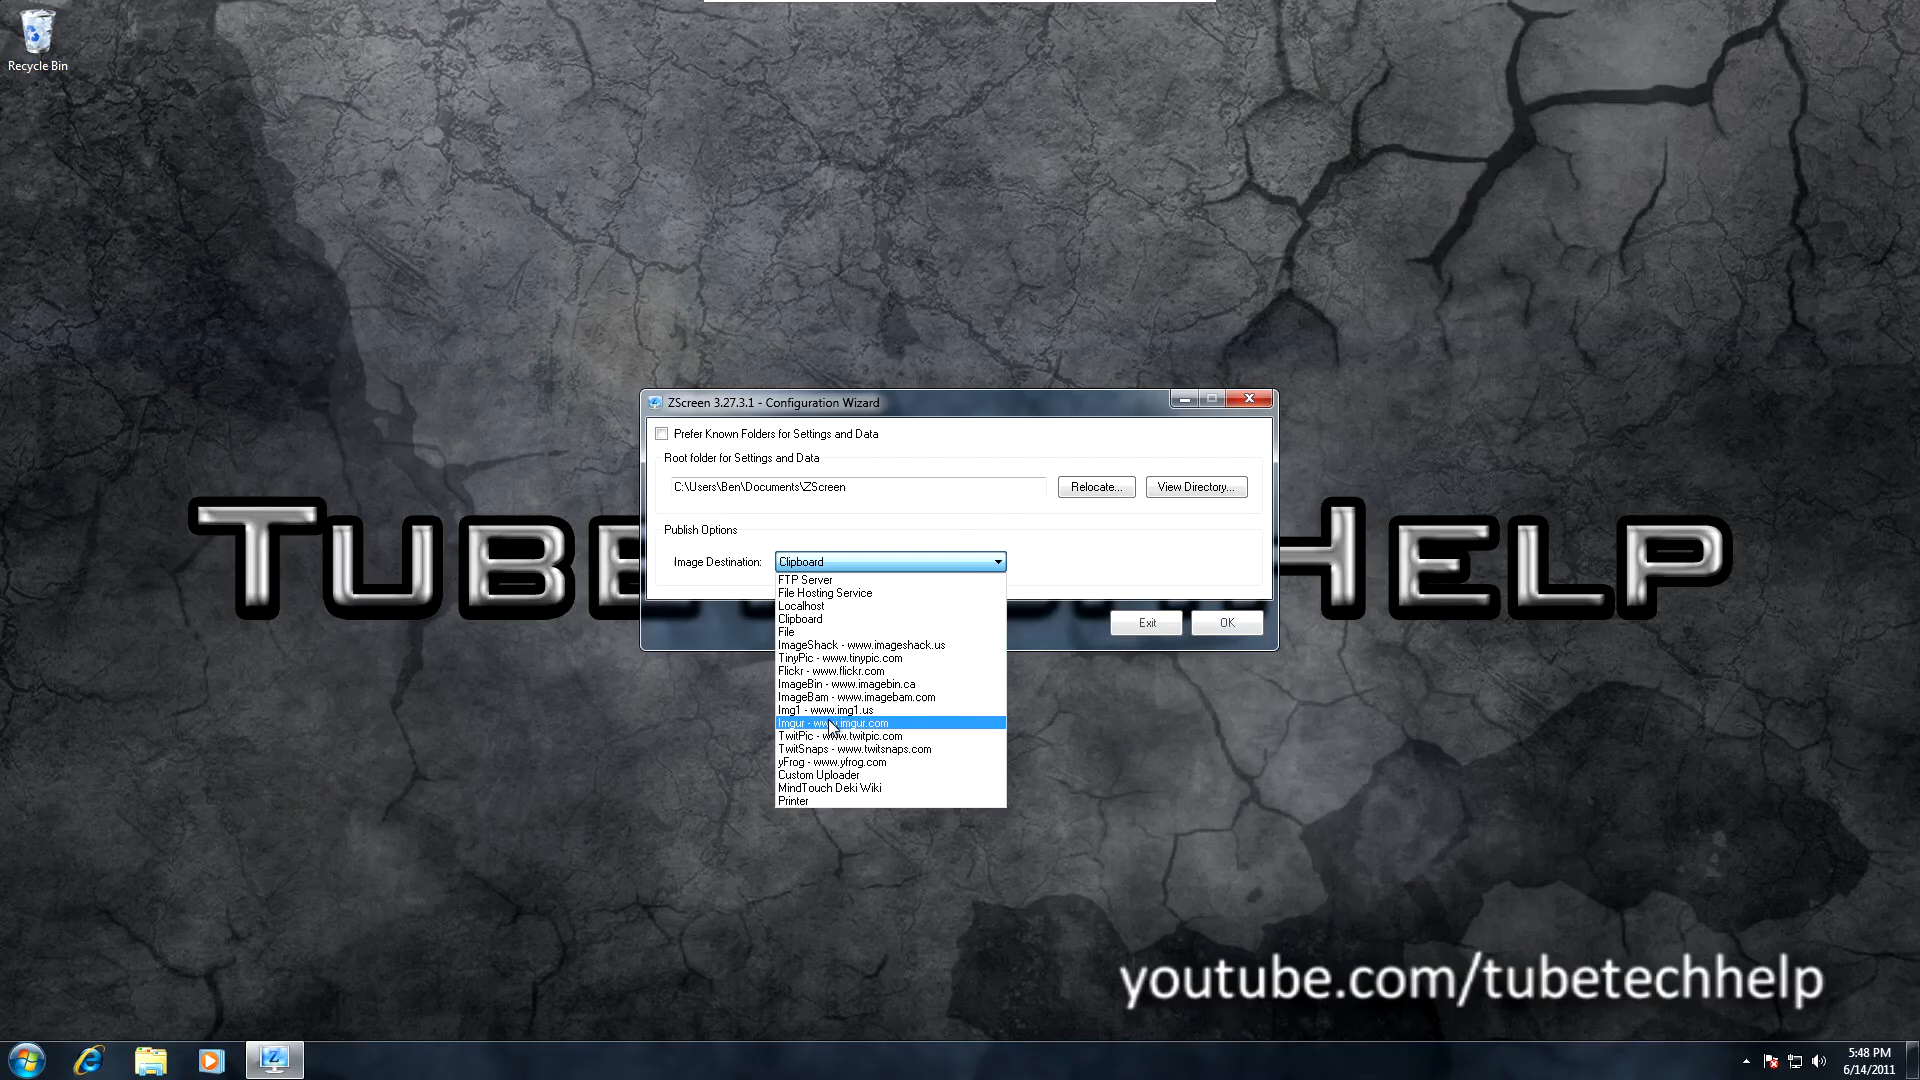 Recycle Bin
ZScreen 3.27.3.1 - Configuration Wizard
Prefer Known Folders for Settings and Data
Root folder for Settings and Data
C:\Users\Ben\Documents\ZScreen
Relocate...
View Directory...
Publish Options
Image Destination:
Clipboard
FTP Server
File Hosting Service
Localhost
Clipboard
File
ImageShack - www.imageshack.us
TinyPic - www.tinypic.com
Flickr - www.flickr.com
ImageBin - www.imagebin.ca
ImageBam - www.imagebam.com
Img1 - www.img1.us
Imgur - www.imgur.com
TwitPic - www.twitpic.com
TwitSnaps - www.twitsnaps.com
yFrog - www.yfrog.com
Custom Uploader
MindTouch Deki Wiki
Printer
Exit
OK
Help
youtube.com/tubetechhelp
5:48 PM
6/14/2011